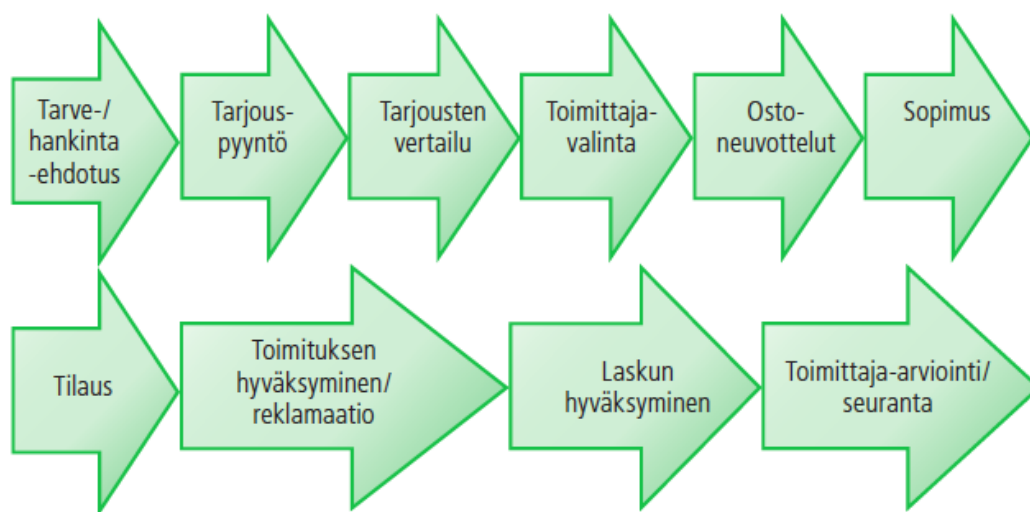 Tarve-/
hankinta
-ehdotus
Tarjous-
pyyntö
Tarjousten
vertailu
Toimittaja-
valinta
Osto-
neuvottelut
Sopimus
Tilaus
Toimituksen
hyväksyminen/
reklamaatio
Laskun
hyväksyminen
Toimittaja-arviointi/
seuranta